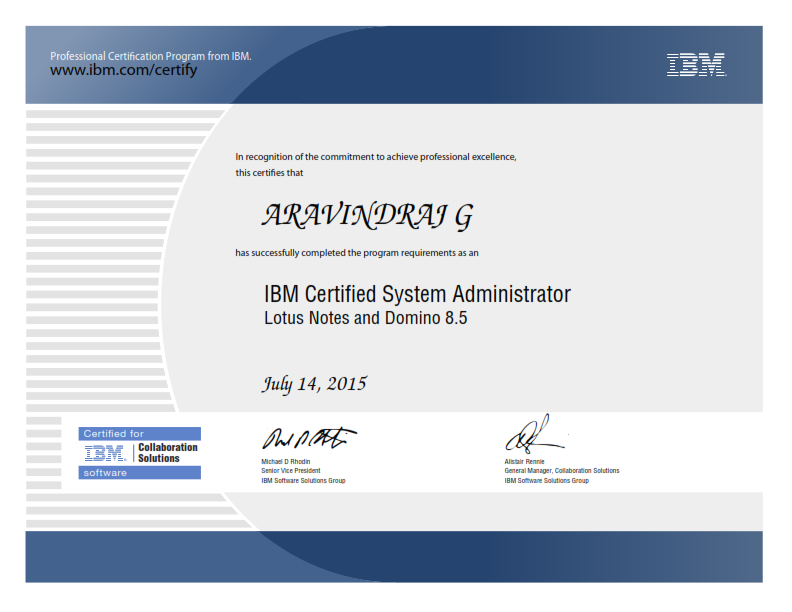 Professional Certification Program from IBM.
www.ibm.com/certify
IBM
In recognition of the commitment to achieve professional excellence,
this certifies that
ARAVINDRAJ G
has successfully completed the program requirements as an
IBM Certified System Administrator
Lotus Notes and Domino 8.5
July 14, 2015
Certified for
IBM. Collaboration
Solutions
software
Michael D Rhodin
Senior Vice President
IBM Software Solutions Group
Alistair Rennie
General Manager, Collaboration Solutions
IBM Software Solutions Group